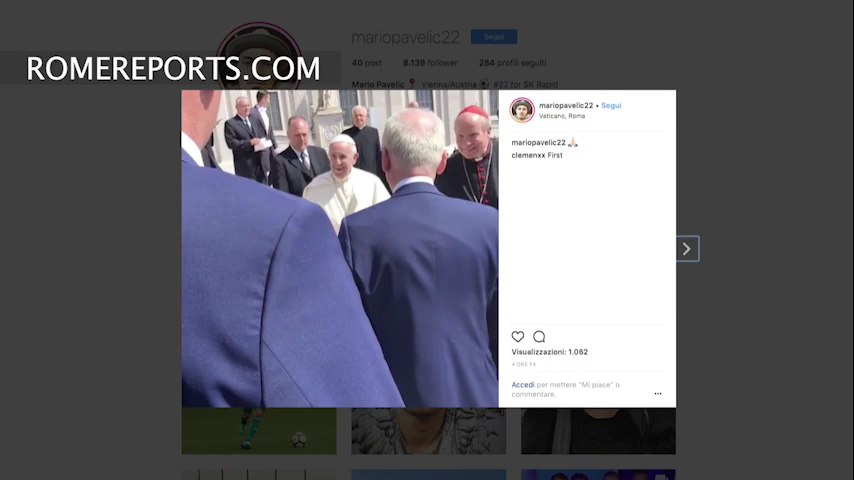 mariopavelic22 Segui
40 post 8.139 follower 284 profili seguiti
Mario Pavelic 📍 Vienna/Austria ⚽ #22 for SK Rapid
ROMEREPORTS.COM
mariopavelic22 • Segui
Vaticano, Roma
mariopavelic22 🙏🏼
clemenxx First
Visualizzazioni: 1.062
4 ORE FA
Accedi per mettere "Mi piace" o
commentare.